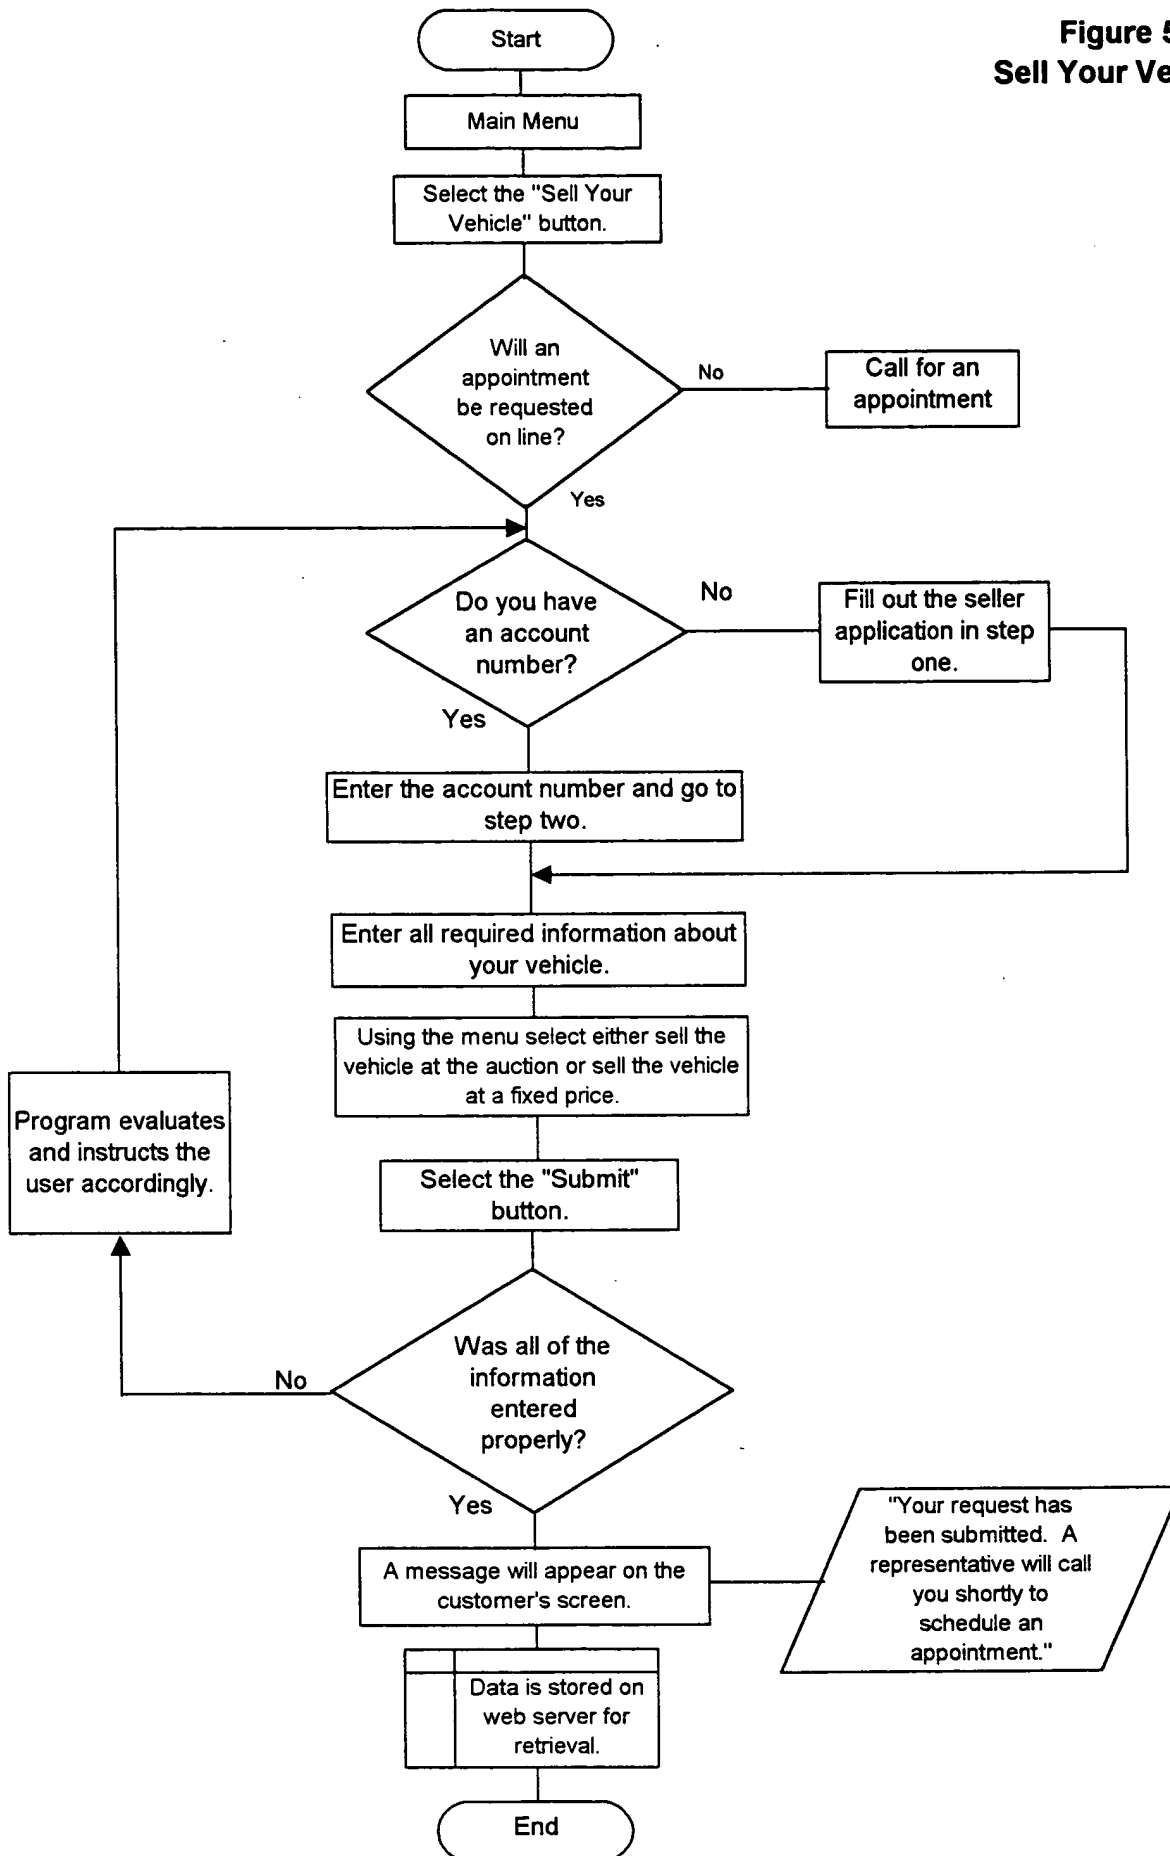 Figure 5
Sell Your Ve
Start
Main Menu
Select the "Sell Your
Vehicle" button.
Will an
appointment
be requested
on line?
No
Call for an
appointment
Yes
Do you have
an account
number?
No
Fill out the seller
application in step
one.
Yes
Enter the account number and go to
step two.
Enter all required information about
your vehicle.
Using the menu select either sell the
vehicle at the auction or sell the vehicle
at a fixed price.
Program evaluates
and instructs the
user accordingly.
Select the "Submit"
button.
Was all of the
information
entered
properly?
No
Yes
"Your request has
been submitted. A
representative will call
you shortly to
schedule an
appointment."
A message will appear on the
customer's screen.
Data is stored on
web server for
retrieval.
End